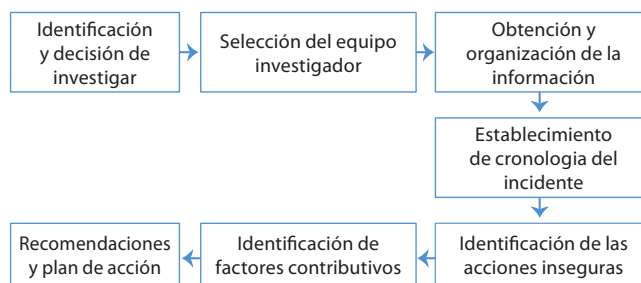 Identificación
y decisión de
investigar
Selección del equipo
investigador
Obtención y
organización de la
información
Establecimiento
de cronologia del
incidente
Identificación de las
acciones inseguras
Identificación de
factores contributivos
Recomendaciones
y plan de acción